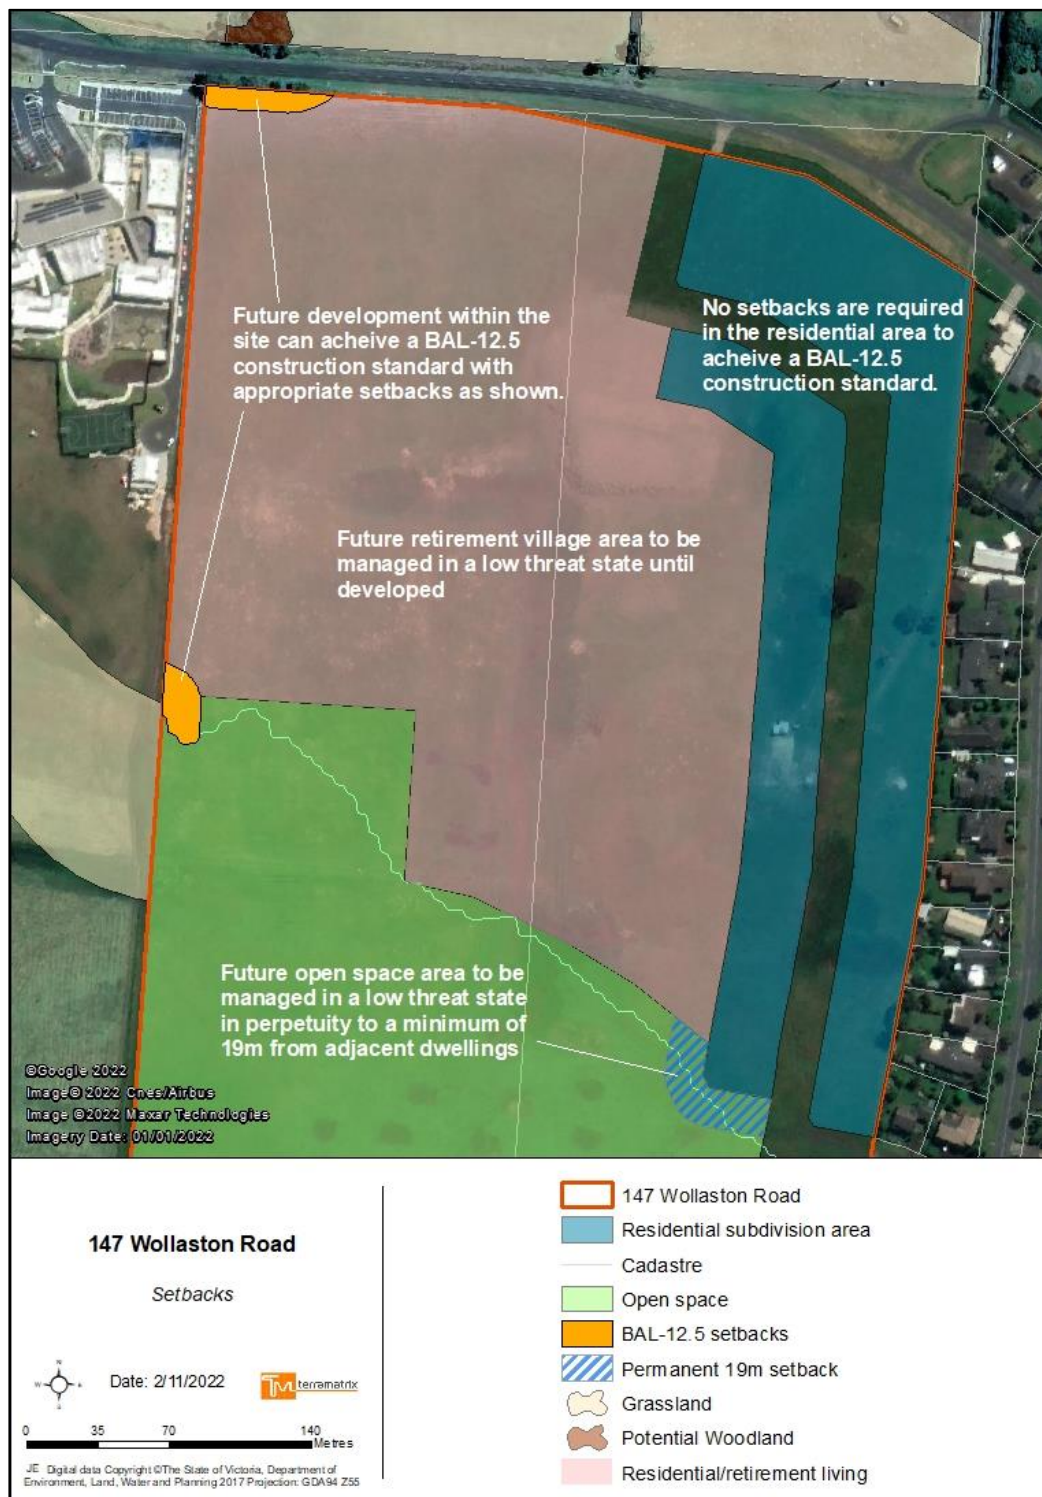 Future development within the
site can acheive a BAL-12.5
construction standard with
appropriate setbacks as shown.
No setbacks are required
in the residential area to
acheive a BAL-12.5
construction standard.
Future retirement village area to be
managed in a low threat state until
developed
Future open space area to be
managed in a low threat state
in perpetuity to a minimum of
19m from adjacent dwellings
©Google 2022
Image© 2022 Cnes/Airbus
Image ©2022 Maxar Technologies
Imagery Date: 01/01/2022
147 Wollaston Road
Setbacks
N
W
E
S
Date: 2/11/2022
TM terramatrix
0 35 70 140
Metres
JE Digital data Copyright ©The State of Victoria, Department of
Environment, Land, Water and Planning 2017 Projection: GDA94 Z55
147 Wollaston Road
Residential subdivision area
Cadastre
Open space
BAL-12.5 setbacks
Permanent 19m setback
Grassland
Potential Woodland
Residential/retirement living